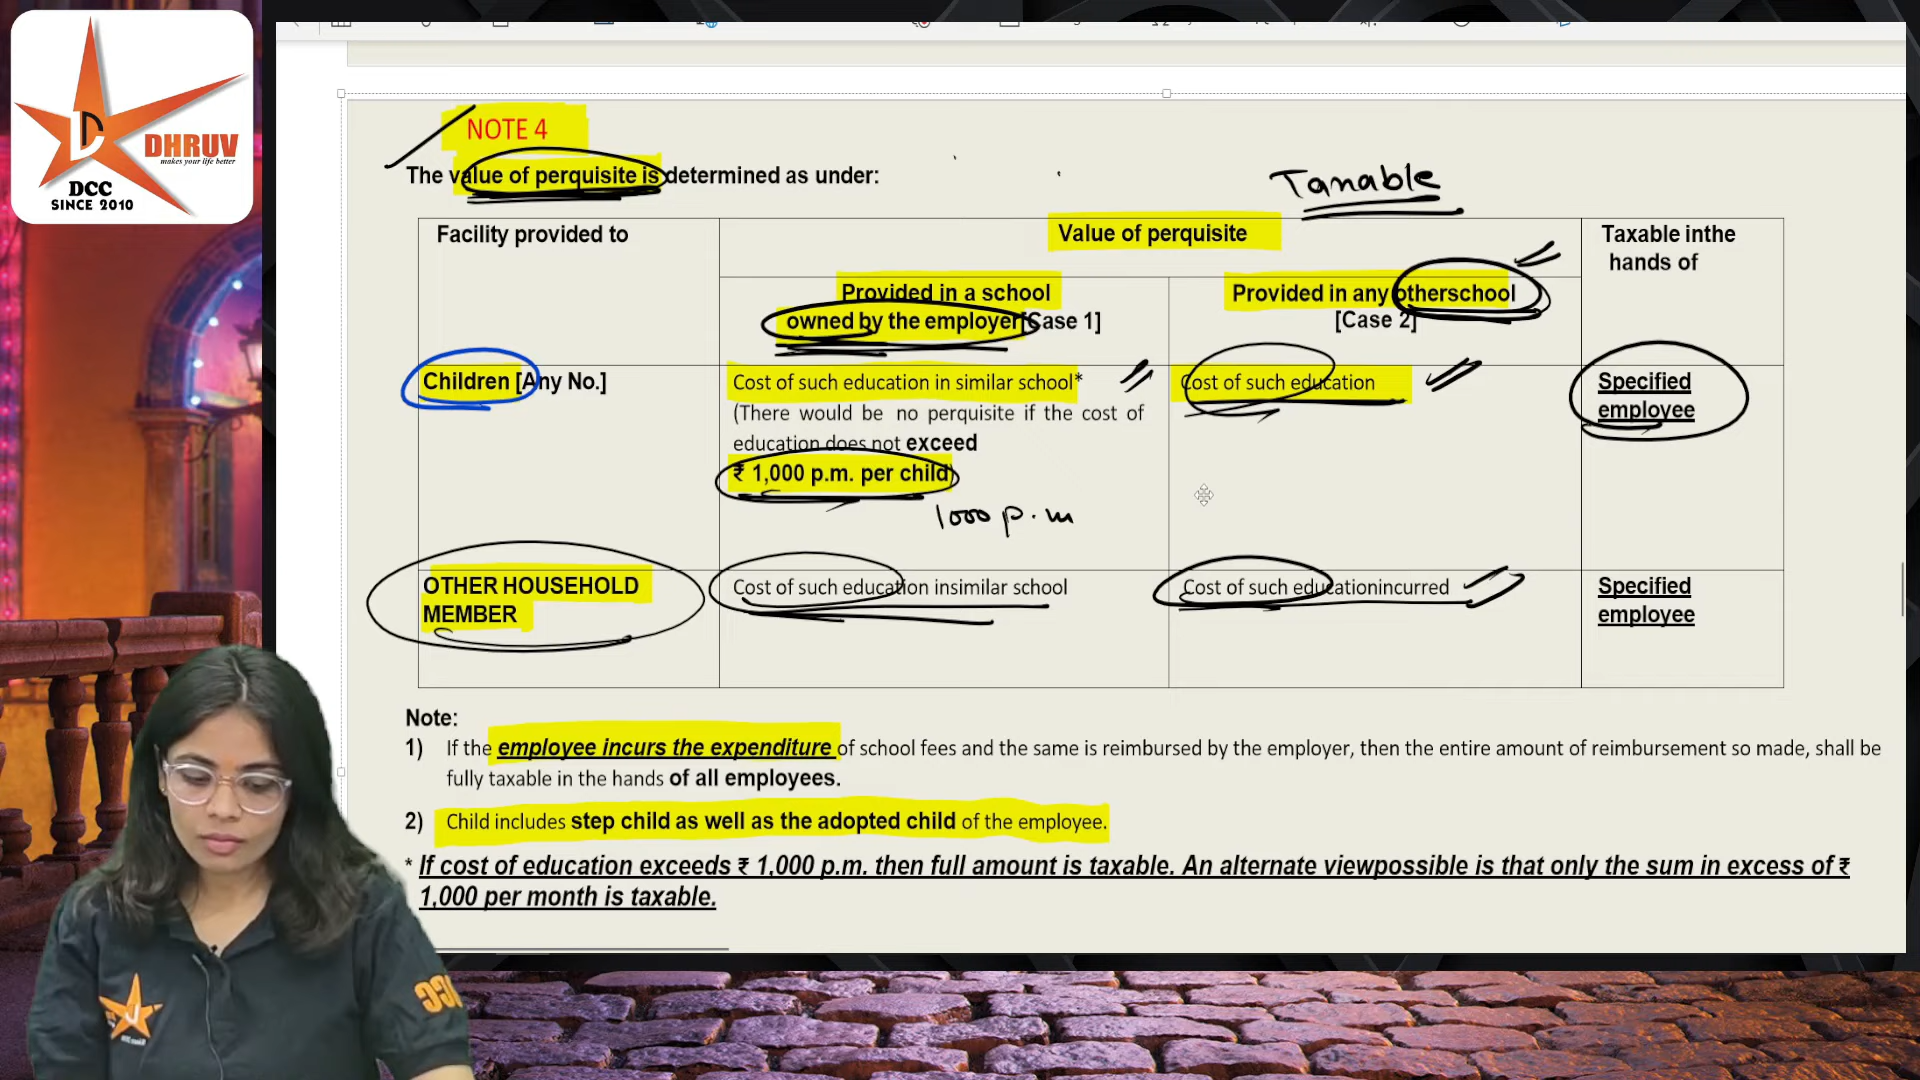 DHRUV
makes your life better
DCC
SINCE 2010
NOTE 4
The value of perquisite is determined as under:
Tanable
Facility provided to
Value of perquisite
Taxable inthe
hands of
Provided in a school
owned by the employer[Case 1]
Provided in any otherschool
[Case 2]
Children [Any No.]
Cost of such education in similar school*
(There would be no perquisite if the cost of
education does not exceed
₹ 1,000 p.m. per child)
1000 p.m
Cost of such education
Specified
employee
OTHER HOUSEHOLD
MEMBER
Cost of such education insimilar school
Cost of such educationincurred
Specified
employee
Note:
1) If the employee incurs the expenditure of school fees and the same is reimbursed by the employer, then the entire amount of reimbursement so made, shall be
fully taxable in the hands of all employees.
2) Child includes step child as well as the adopted child of the employee.
* If cost of education exceeds ₹ 1,000 p.m. then full amount is taxable. An alternate viewpossible is that only the sum in excess of ₹
1,000 per month is taxable.